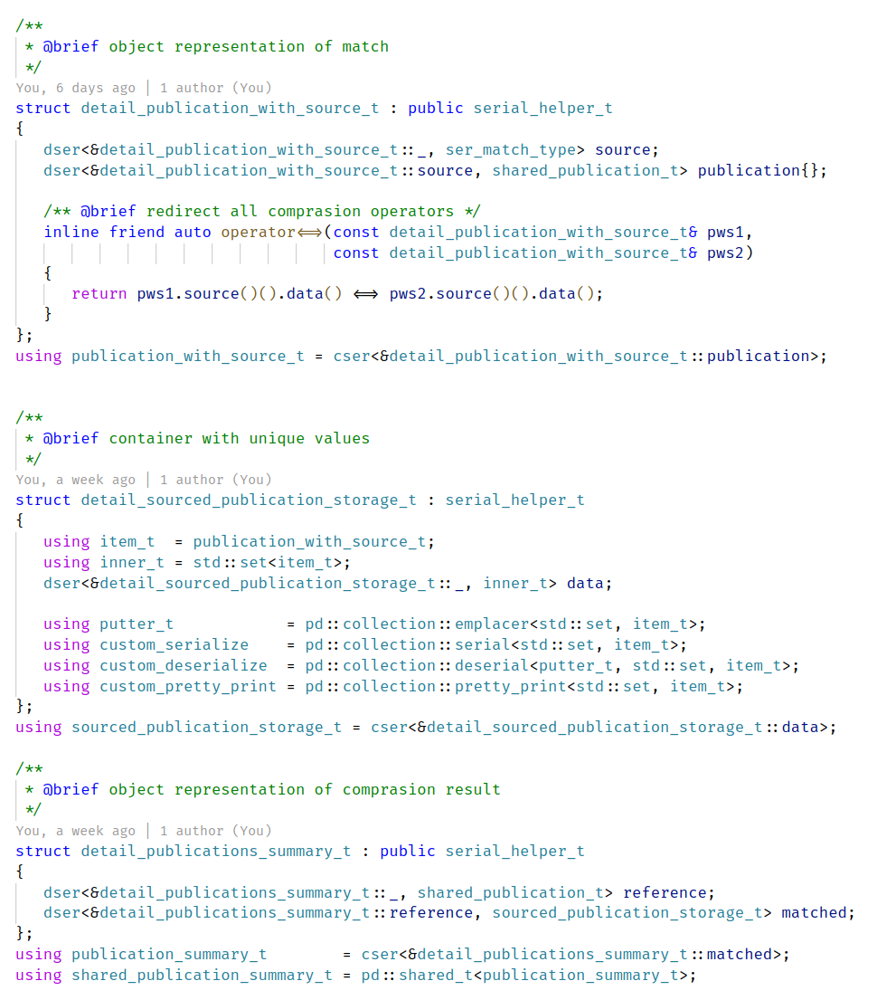 /**
 * @brief object representation of match
 */
You, 6 days ago | 1 author (You)
struct detail_publication_with_source_t : public serial_helper_t
{
   dser<&detail_publication_with_source_t::_, ser_match_type> source;
   dser<&detail_publication_with_source_t::source, shared_publication_t> publication{};

   /** @brief redirect all comprasion operators */
   inline friend auto operator<=>(const detail_publication_with_source_t& pws1,
                                  const detail_publication_with_source_t& pws2)
   {
      return pws1.source()().data() <=> pws2.source()().data();
   }
};
using publication_with_source_t = cser<&detail_publication_with_source_t::publication>;


/**
 * @brief container with unique values
 */
You, a week ago | 1 author (You)
struct detail_sourced_publication_storage_t : serial_helper_t
{
   using item_t  = publication_with_source_t;
   using inner_t = std::set<item_t>;
   dser<&detail_sourced_publication_storage_t::_, inner_t> data;

   using putter_t            = pd::collection::emplacer<std::set, item_t>;
   using custom_serialize    = pd::collection::serial<std::set, item_t>;
   using custom_deserialize  = pd::collection::deserial<putter_t, std::set, item_t>;
   using custom_pretty_print = pd::collection::pretty_print<std::set, item_t>;
};
using sourced_publication_storage_t = cser<&detail_sourced_publication_storage_t::data>;

/**
 * @brief object representation of comprasion result
 */
You, a week ago | 1 author (You)
struct detail_publications_summary_t : public serial_helper_t
{
   dser<&detail_publications_summary_t::_, shared_publication_t> reference;
   dser<&detail_publications_summary_t::reference, sourced_publication_storage_t> matched;
};
using publication_summary_t        = cser<&detail_publications_summary_t::matched>;
using shared_publication_summary_t = pd::shared_t<publication_summary_t>;